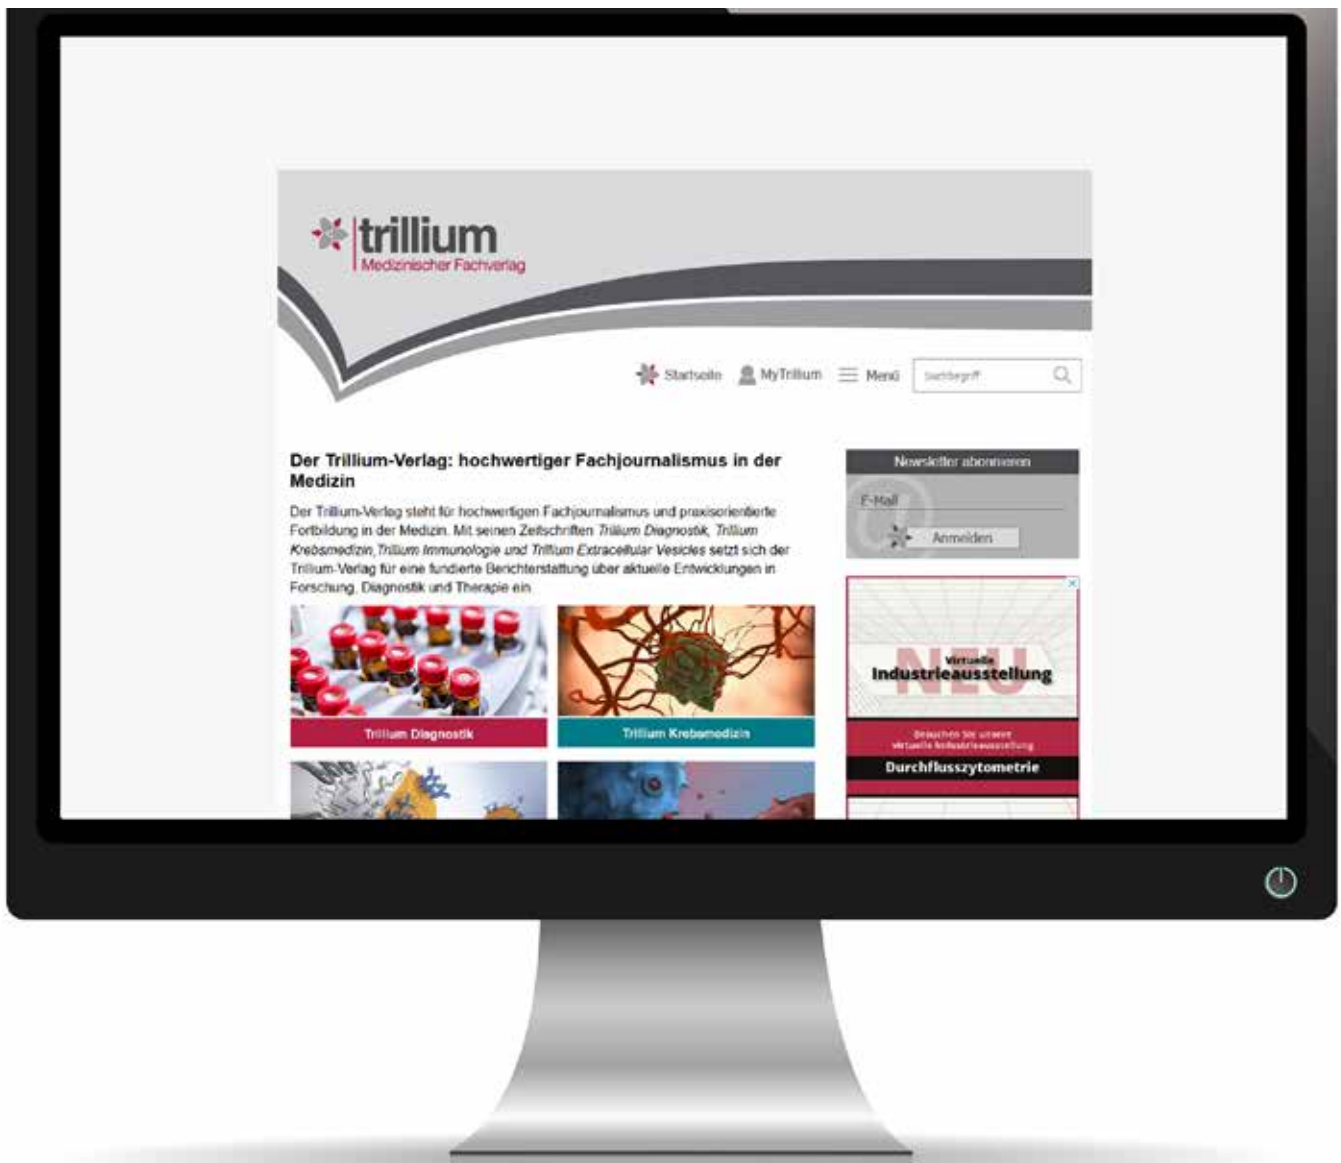 trillium
Medizinischer Fachverlag
Startseite
MyTrillium
Menü
Suchbegriff
Der Trillium-Verlag: hochwertiger Fachjournalismus in der
Medizin
Der Trillium-Verlag steht für hochwertigen Fachjournalismus und praxisorientierte
Fortbildung in der Medizin. Mit seinen Zeitschriften Trillium Diagnostik, Trillium
Krebsmedizin, Trillium Immunologie und Trillium Extracellular Vesicles setzt sich der
Trillium-Verlag für eine fundierte Berichterstattung über aktuelle Entwicklungen in
Forschung, Diagnostik und Therapie ein
Trillium Diagnostik
Trillium Krebsmedizin
Newsletter abonnieren
E-Mail
@
Anmelden
NEU
Virtuelle
Industrieausstellung
Besuchen Sie unsere
virtuelle Industrieausstellung
Durchflusszytometrie